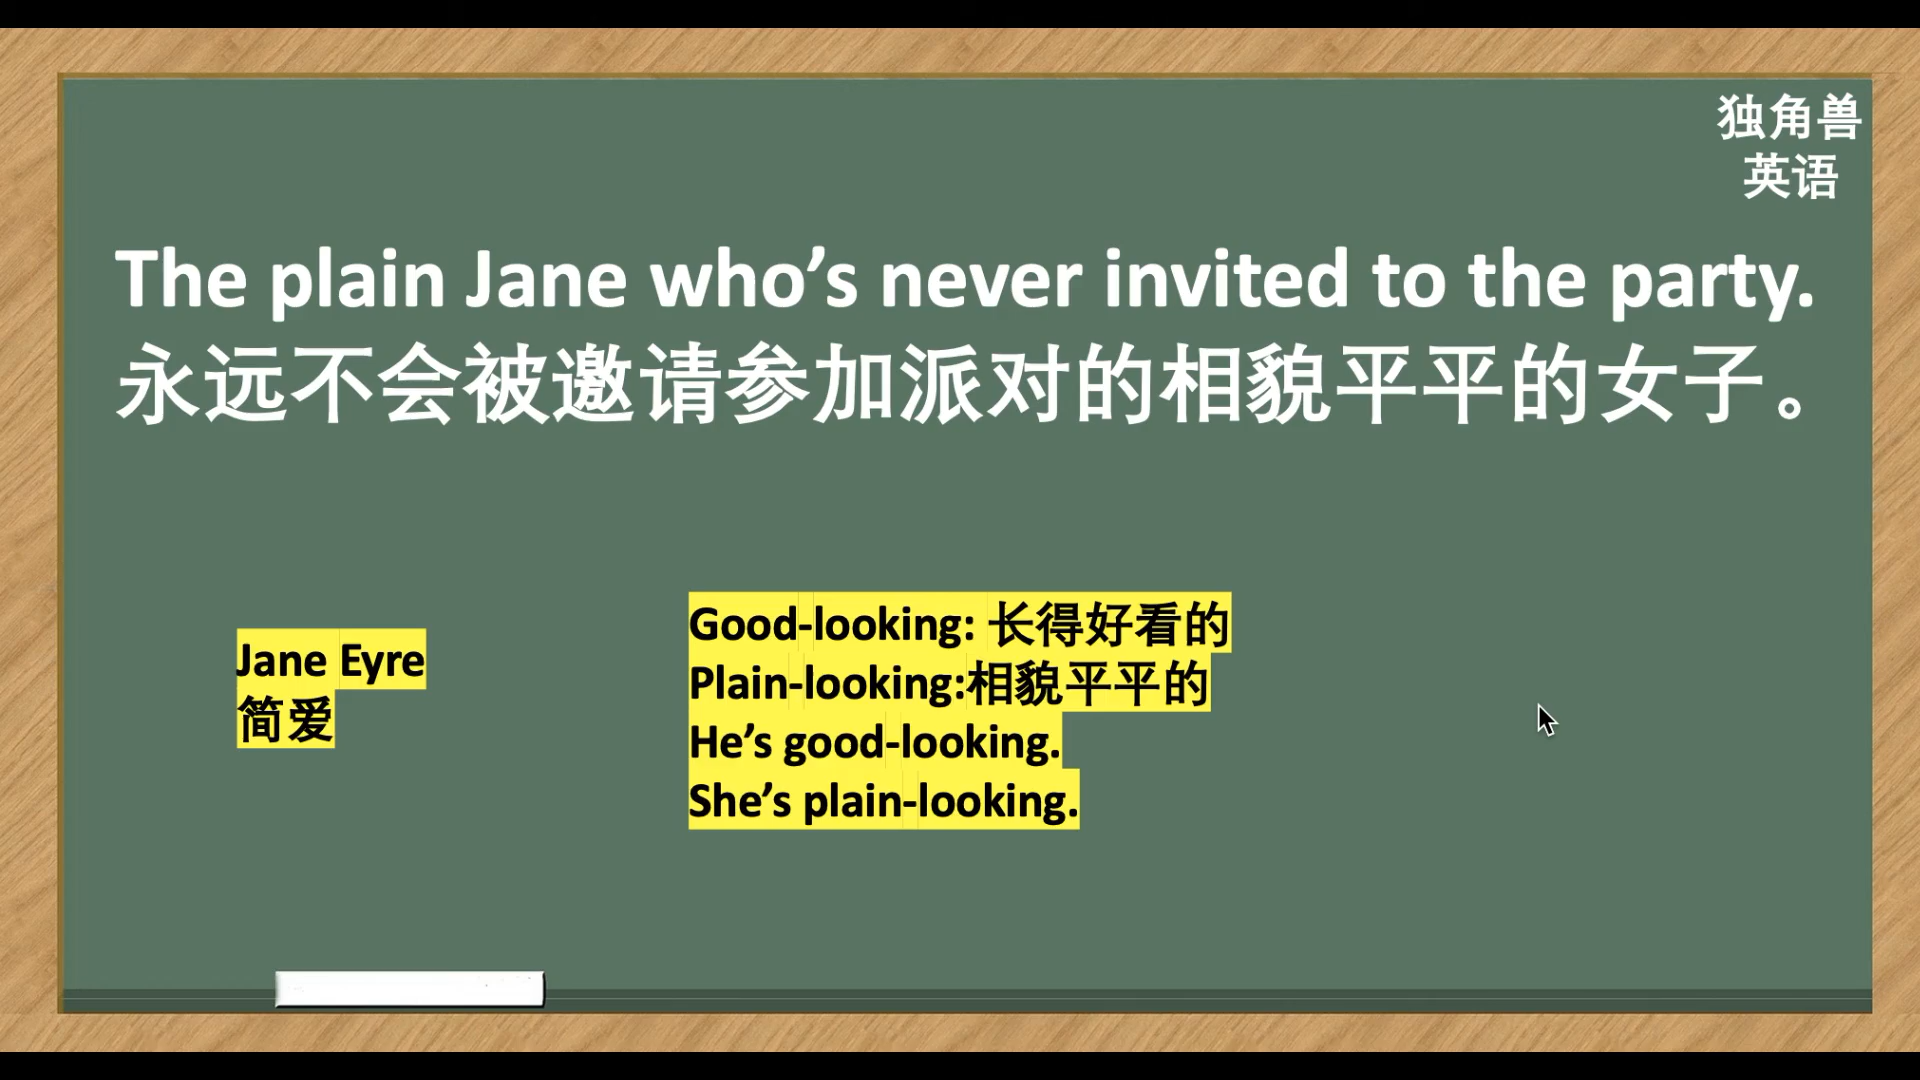 独角兽
英语
The plain Jane who’s never invited to the party.
永远不会被邀请参加派对的相貌平平的女子。
Jane Eyre
简爱
Good-looking: 长得好看的
Plain-looking:相貌平平的
He’s good-looking.
She’s plain-looking.